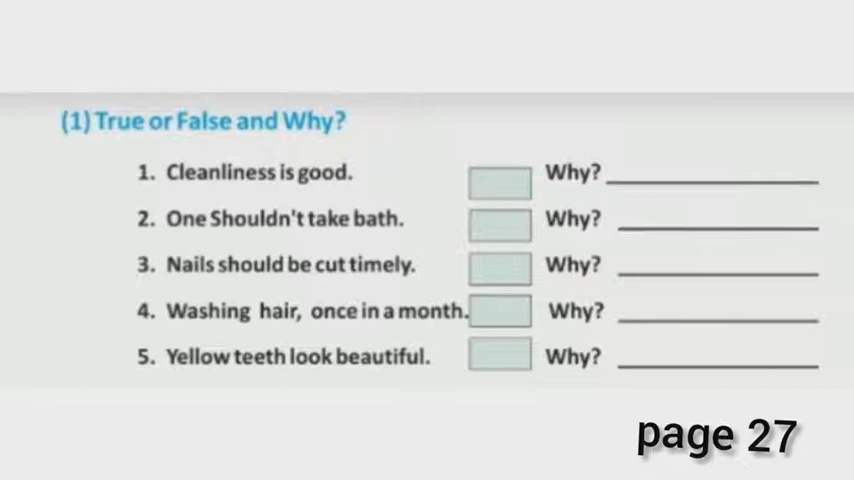 (1) True or False and Why?
1. Cleanliness is good. Why? ____________
2. One Shouldn't take bath. Why? ____________
3. Nails should be cut timely. Why? ____________
4. Washing hair, once in a month. Why? ____________
5. Yellow teeth look beautiful. Why? ____________
page 27